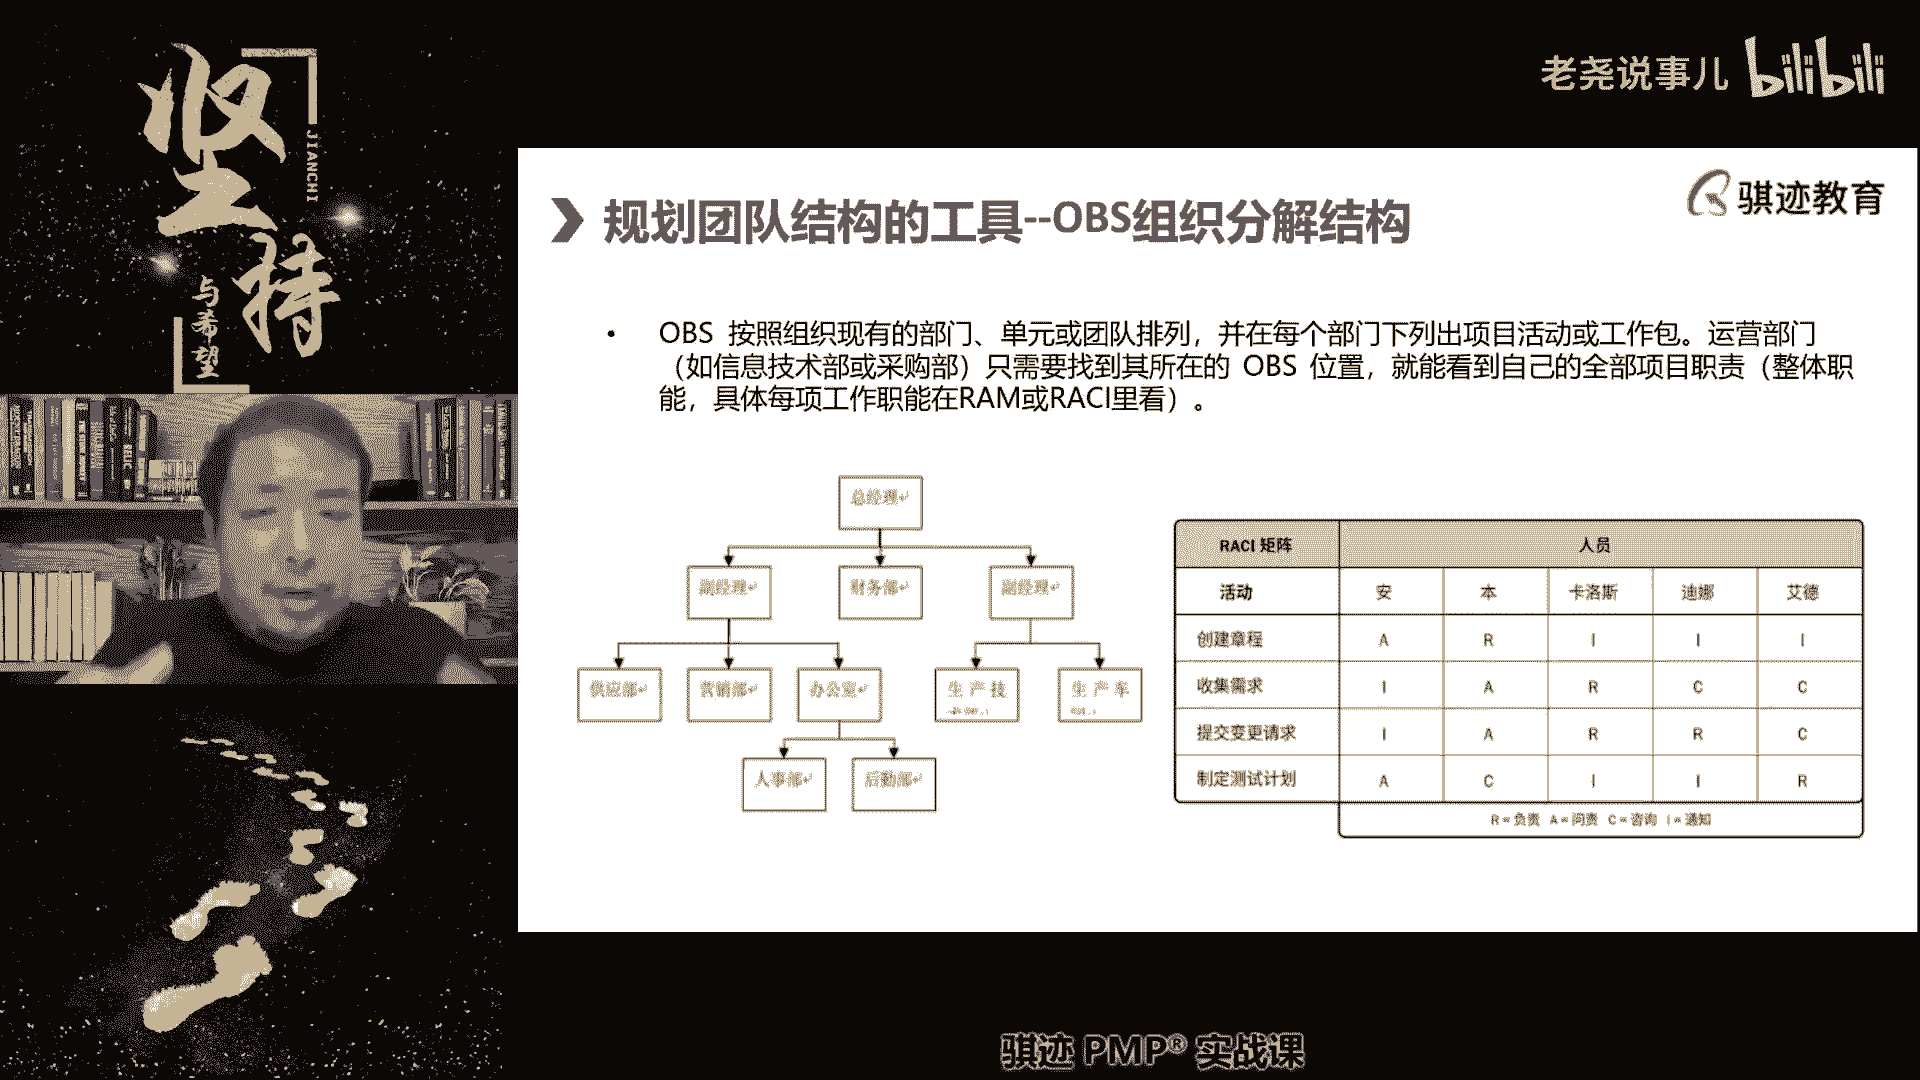 坚持
JIANCHI
与希望
老尧说事儿 bilibili
骐迹教育
规划团队结构的工具--OBS组织分解结构
• OBS 按照组织现有的部门、单元或团队排列，并在每个部门下列出项目活动或工作包。运营部门
（如信息技术部或采购部）只需要找到其所在的 OBS 位置，就能看到自己的全部项目职责（整体职
能，具体每项工作职能在RAM或RACI里看）。
总经理
副经理 财务部 副经理
供应部 营销部 办公室 生产技 生产车
人事部 后勤部
RACI 矩阵 人员
活动 安 本 卡洛斯 迪娜 艾德
创建章程 A R I I I
收集需求 I A R C C
提交变更请求 I A R R C
制定测试计划 A C I I R
R = 负责 A = 问责 C = 咨询 I = 通知
骐迹 PMP® 实战课